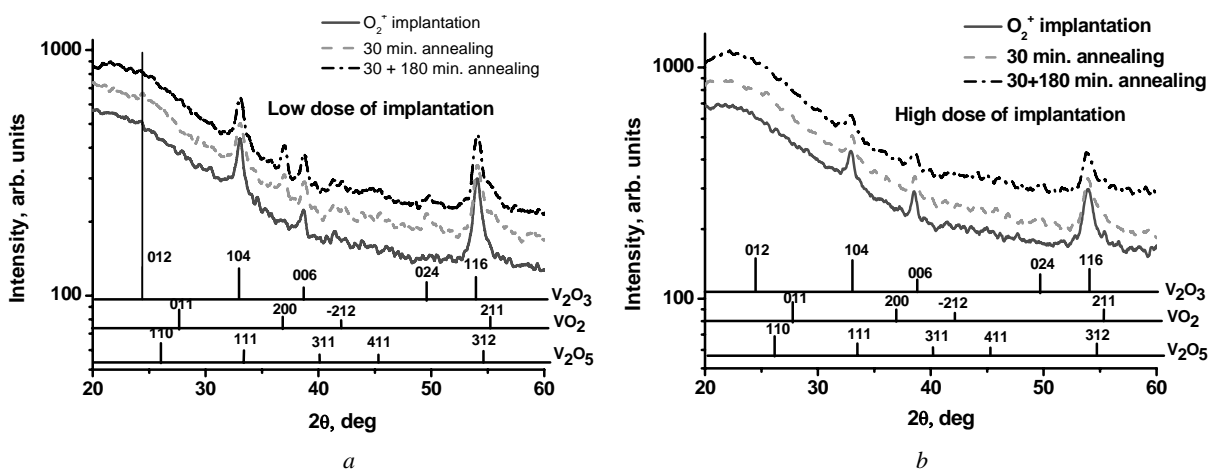 O₂⁺ implantation
30 min. annealing
30 + 180 min. annealing
Low dose of implantation
1000
100
Intensity, arb. units
012
104
006
024
116
V₂O₃
011
200
-212
211
VO₂
110
111
311
411
312
V₂O₅
20
30
40
50
60
2θ, deg
a
O₂⁺ implantation
30 min. annealing
30+180 min. annealing
High dose of implantation
1000
100
Intensity, arb. units
012
104
006
024
116
V₂O₃
011
200
-212
211
VO₂
110
111
311
411
312
V₂O₅
20
30
40
50
60
2θ, deg
b